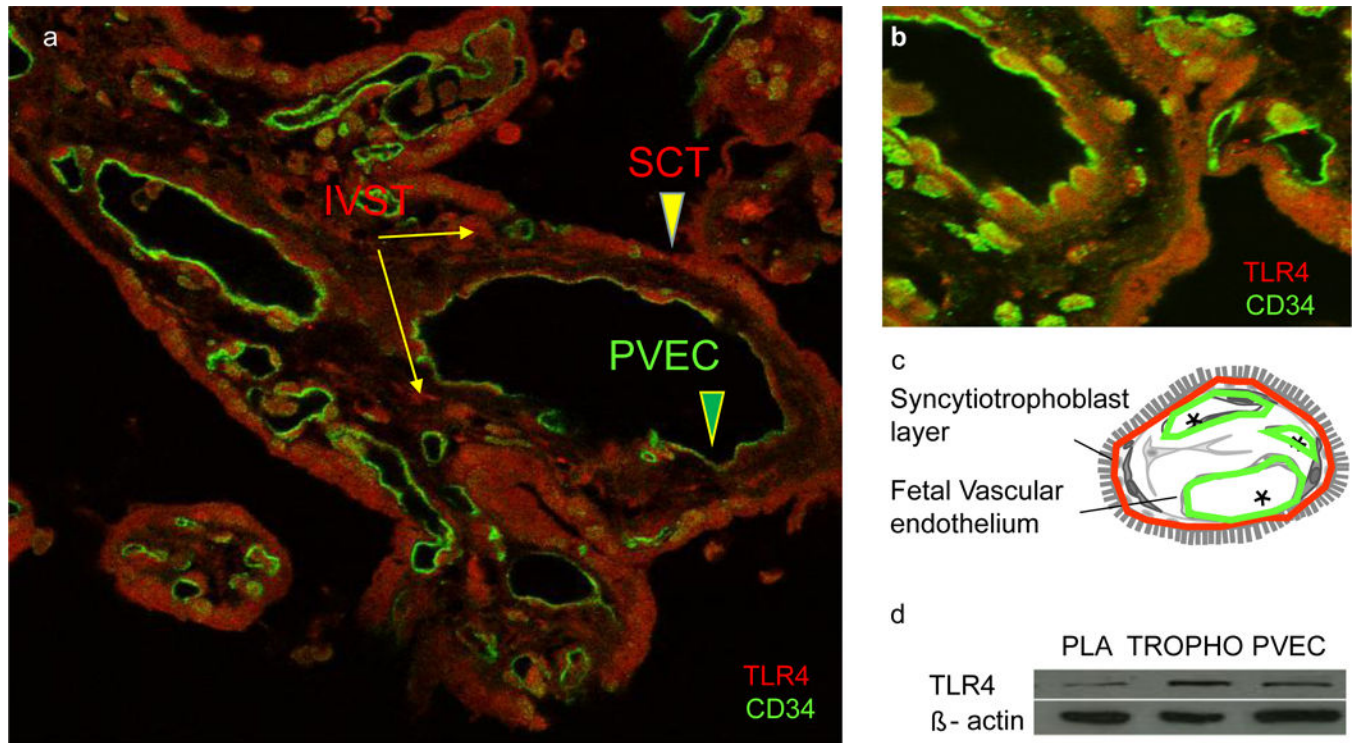 a
SCT
IVST
PVEC
TLR4
CD34
b
TLR4
CD34
c
Syncytiotrophoblast
layer
Fetal Vascular
endothelium
d
PLA TROPHO PVEC
TLR4
ß- actin